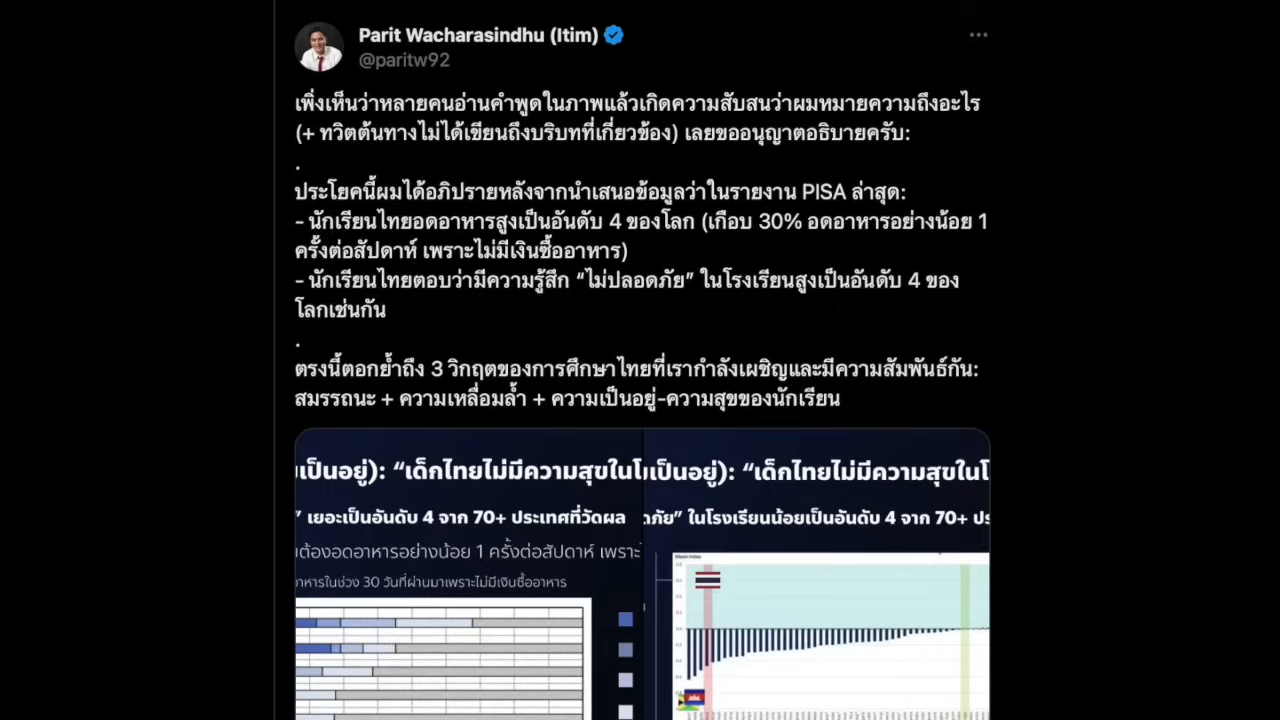 Parit Wacharasindhu (Itim)
@paritw92
เพิ่งเห็นว่าหลายคนอ่านคำพูดในภาพแล้วเกิดความสับสนว่าผมหมายความถึงอะไร
(+ ทวิตต้นทางไม่ได้เขียนถึงบริบทที่เกี่ยวข้อง) เลยขออนุญาตอธิบายครับ:
.
ประโยคนี้ผมได้อภิปรายหลังจากนำเสนอข้อมูลว่าในรายงาน PISA ล่าสุด:
- นักเรียนไทยอดอาหารสูงเป็นอันดับ 4 ของโลก (เกือบ 30% อดอาหารอย่างน้อย 1
ครั้งต่อสัปดาห์ เพราะไม่มีเงินซื้ออาหาร)
- นักเรียนไทยตอบว่ามีความรู้สึก “ไม่ปลอดภัย” ในโรงเรียนสูงเป็นอันดับ 4 ของ
โลกเช่นกัน
.
ตรงนี้ตอกย้ำถึง 3 วิกฤตของการศึกษาไทยที่เรากำลังเผชิญและมีความสัมพันธ์กัน:
สมรรถนะ + ความเหลื่อมล้ำ + ความเป็นอยู่-ความสุขของนักเรียน
เป็นอยู่): “เด็กไทยไม่มีความสุขในโ
” เยอะเป็นอันดับ 4 จาก 70+ ประเทศที่วัดผล
ต้องอดอาหารอย่างน้อย 1 ครั้งต่อสัปดาห์ เพราะ
อาหารในช่วง 30 วันที่ผ่านมาเพราะไม่มีเงินซื้ออาหาร
เป็นอยู่): “เด็กไทยไม่มีความสุขในโ
ภัย” ในโรงเรียนน้อยเป็นอันดับ 4 จาก 70+ ปร
Mean index